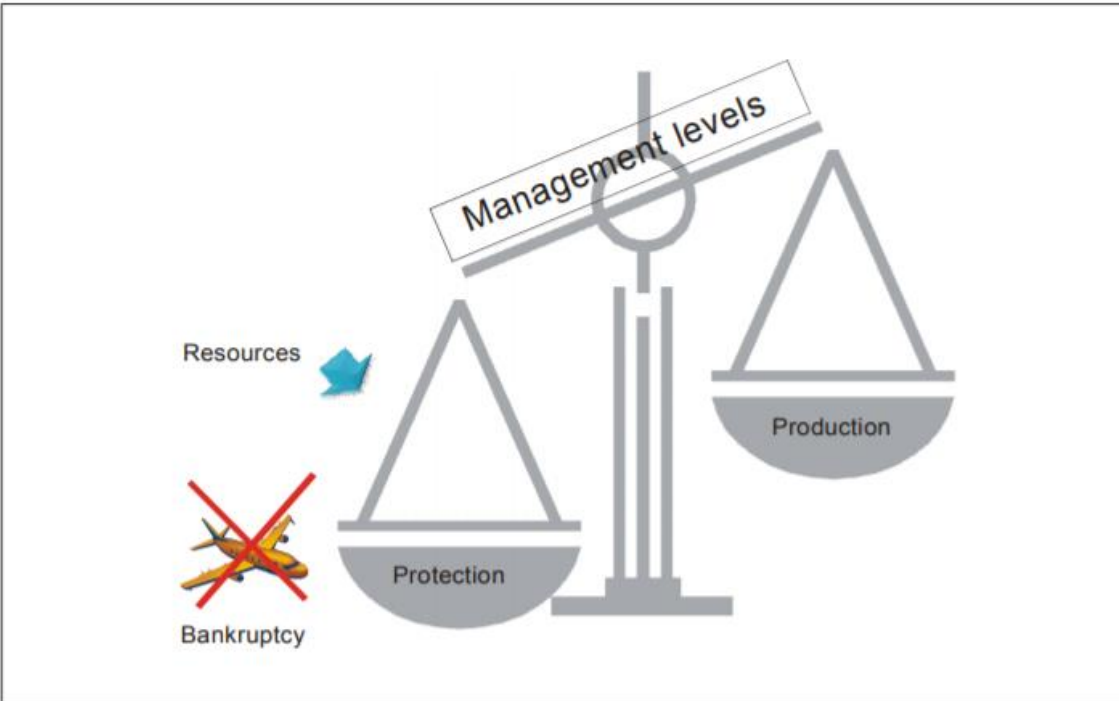 Management levels
Resources
Production
Protection
Bankruptcy